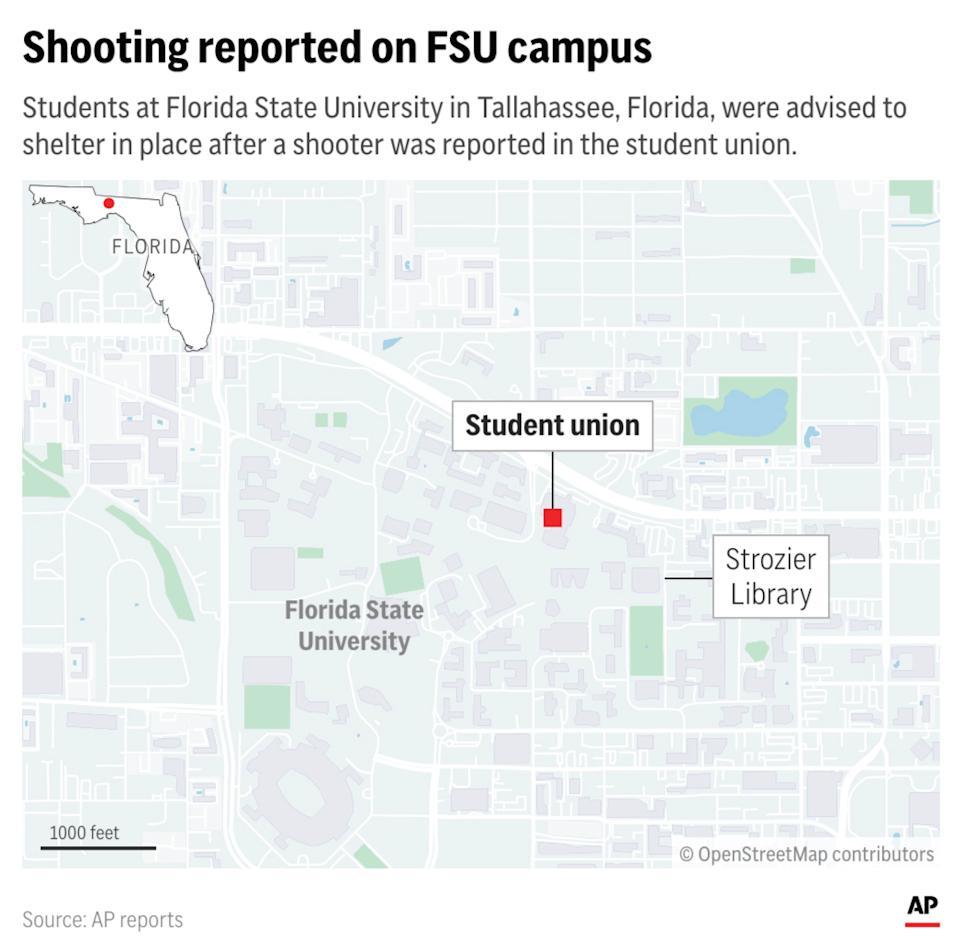 Shooting reported on FSU campus
Students at Florida State University in Tallahassee, Florida, were advised to
shelter in place after a shooter was reported in the student union.
FLORIDA
Student union
Strozier
Library
Florida State
University
1000 feet
© OpenStreetMap contributors
Source: AP reports
AP